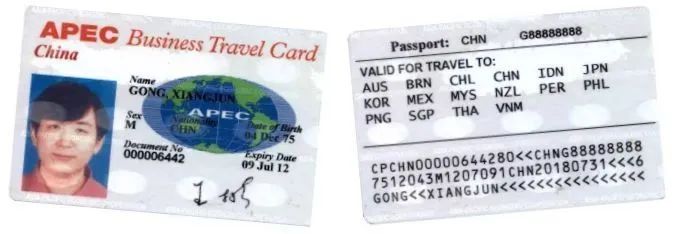 APEC Business Travel Card
China
Name
GONG, XIANGJUN
APEC
Sex Nationality Date of Birth
M CHN 04 Dec 75
Document No Expiry Date
000006442 09 Jul 12
Passport: CHN G88888888
VALID FOR TRAVEL TO:
AUS BRN CHL CHN IDN JPN
KOR MEX MYS NZL PER PHL
PNG SGP THA VNM
CPCHN00000644280<<CHNG88888888
7512043M1207091CHN20180731<<<6
GONG<<XIANGJUN<<<<<<<<<<<<<<<<